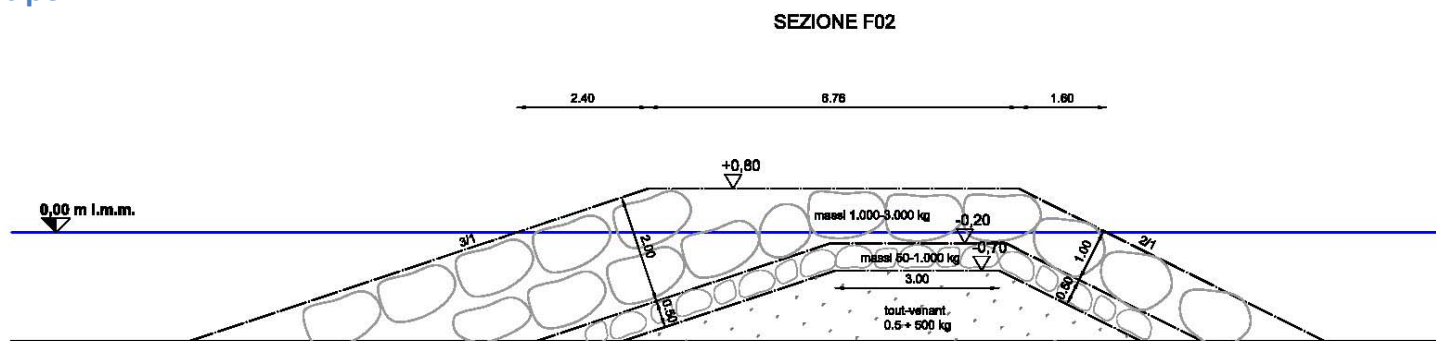 SEZIONE F02
2.40
6.76
1.60
+0,80
0,00 m l.m.m.
massi 1.000-3.000 kg
-0,20
3/1
2/1
2.00
1.00
massi 50-1.000 kg
-0,70
3.00
0.50
0.50
tout-venant
0.5 ÷ 500 kg